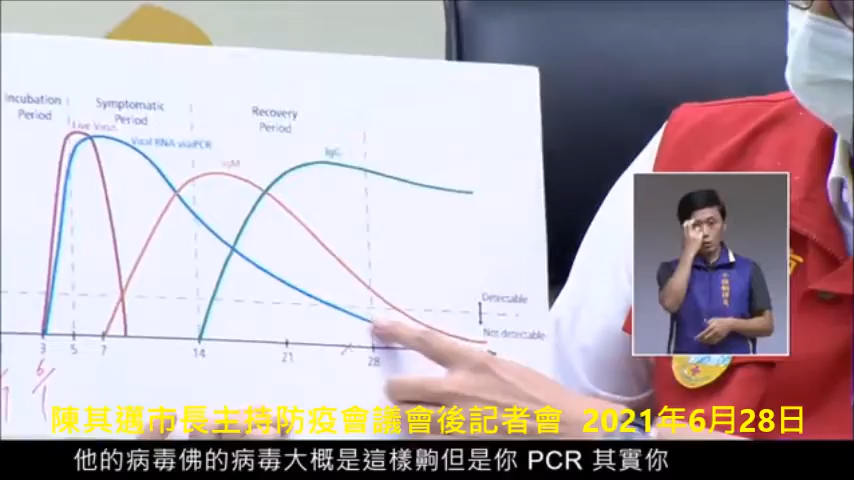 Incubation
Period
Symptomatic
Period
Recovery
Period
Live Virus
Viral RNA via PCR
IgM
IgG
Detectable
Not detectable
3
5
7
14
21
28
6/1
陳其邁市長主持防疫會議會後記者會 2021年6月28日
他的病毒佛的病毒大概是這樣齁但是你 PCR 其實你